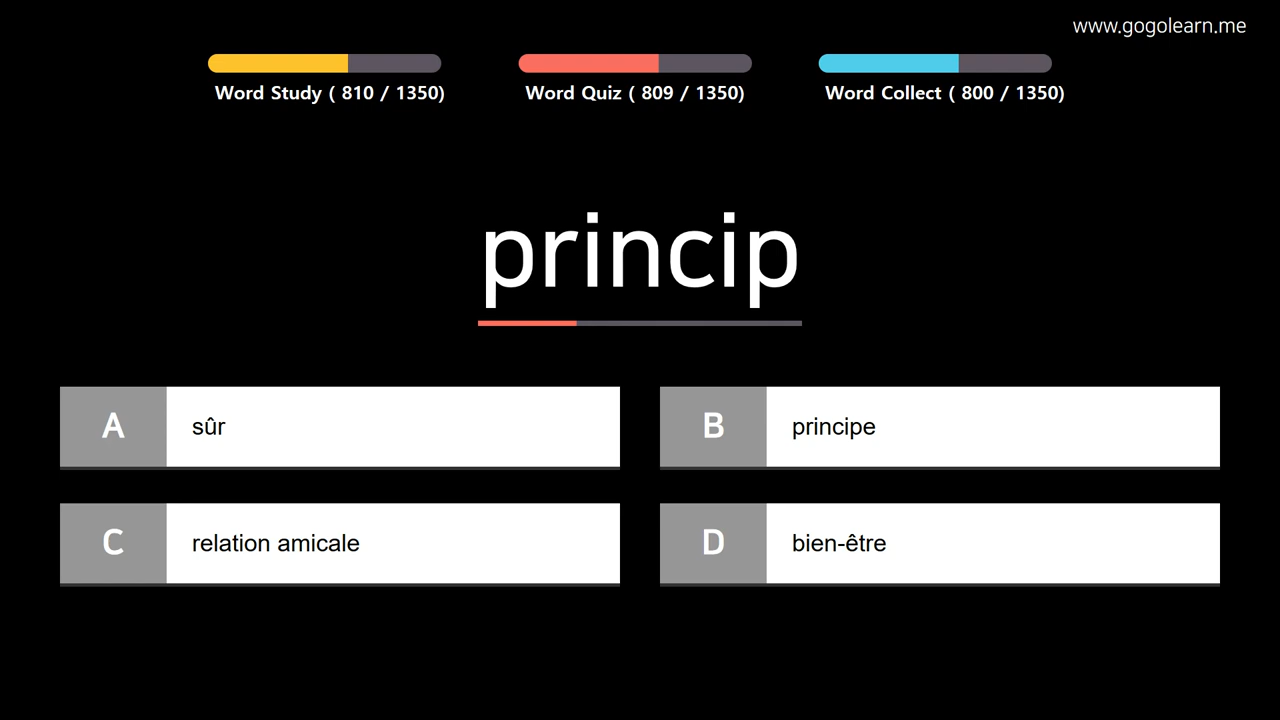 www.gogolearn.me
Word Study ( 810 / 1350)
Word Quiz ( 809 / 1350)
Word Collect ( 800 / 1350)
princip
A sûr
B principe
C relation amicale
D bien-être